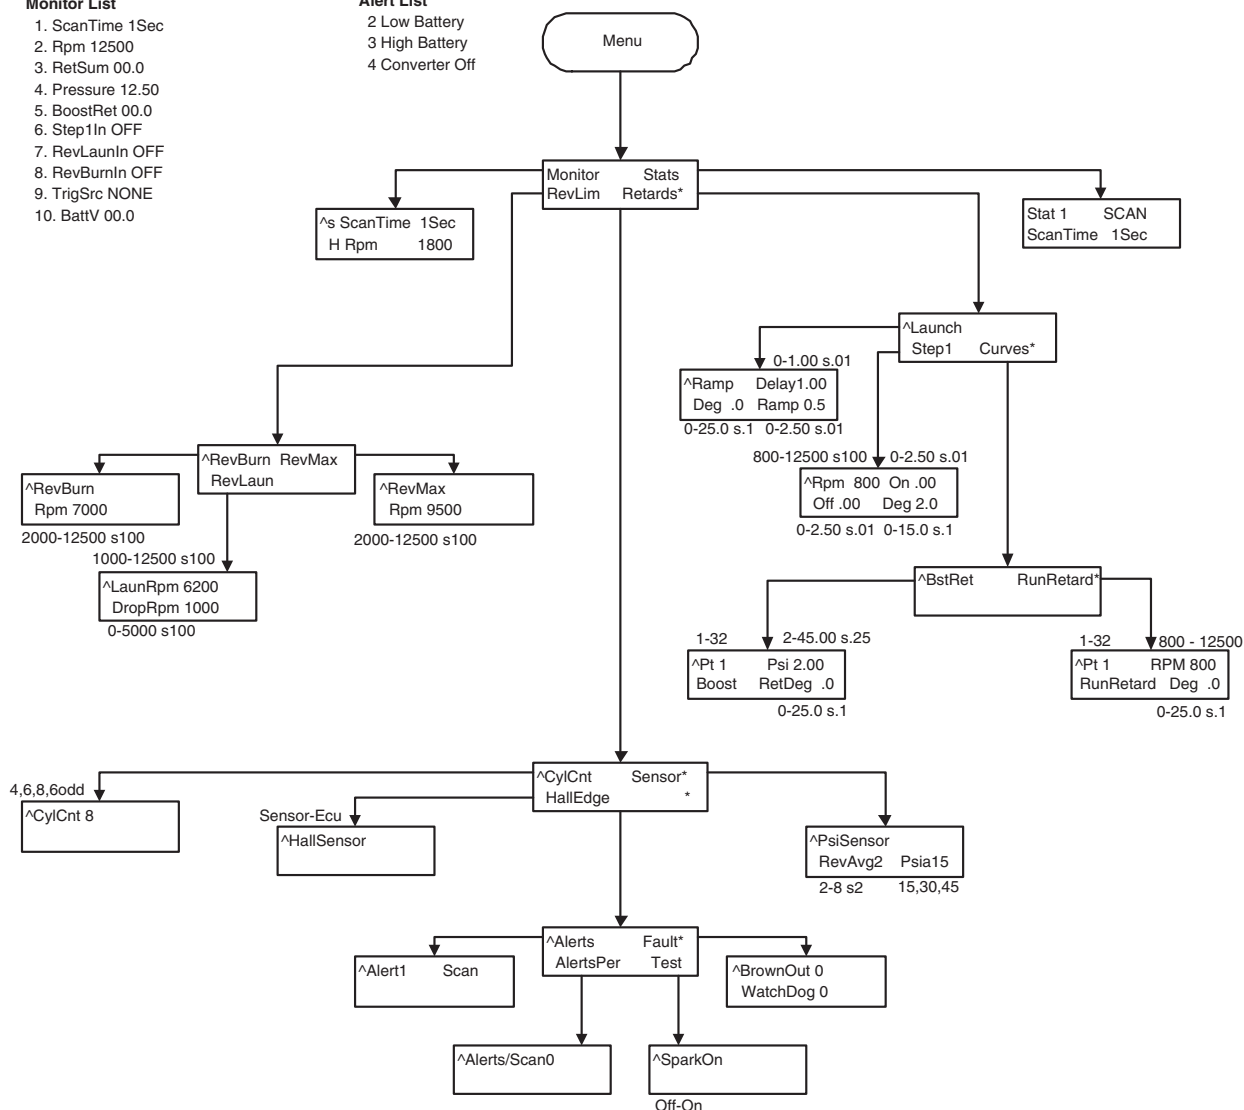 Monitor List
1. ScanTime 1Sec
2. Rpm 12500
3. RetSum 00.0
4. Pressure 12.50
5. BoostRet 00.0
6. Step1In OFF
7. RevLaunIn OFF
8. RevBurnIn OFF
9. TrigSrc NONE
10. BattV 00.0
Alert List
2 Low Battery
3 High Battery
4 Converter Off
Menu
Monitor Stats
RevLim Retards*
^s ScanTime 1Sec
H Rpm 1800
Stat 1 SCAN
ScanTime 1Sec
^Launch
Step1 Curves*
0-1.00 s.01
^Ramp Delay1.00
Deg .0 Ramp 0.5
0-25.0 s.1 0-2.50 s.01
800-12500 s100 0-2.50 s.01
^Rpm 800 On .00
Off .00 Deg 2.0
0-2.50 s.01 0-15.0 s.1
^RevBurn RevMax
RevLaun
^RevBurn
Rpm 7000
2000-12500 s100
^RevMax
Rpm 9500
2000-12500 s100
1000-12500 s100
^LaunRpm 6200
DropRpm 1000
0-5000 s100
^BstRet RunRetard*
1-32 2-45.00 s.25
^Pt 1 Psi 2.00
Boost RetDeg .0
0-25.0 s.1
1-32 800 - 12500
^Pt 1 RPM 800
RunRetard Deg .0
0-25.0 s.1
^CylCnt Sensor*
HallEdge *
4,6,8,6odd
^CylCnt 8
Sensor-Ecu
^HallSensor
^PsiSensor
RevAvg2 Psia15
2-8 s2 15,30,45
^Alerts Fault*
AlertsPer Test
^Alert1 Scan
^BrownOut 0
WatchDog 0
^Alerts/Scan0
^SparkOn
Off-On